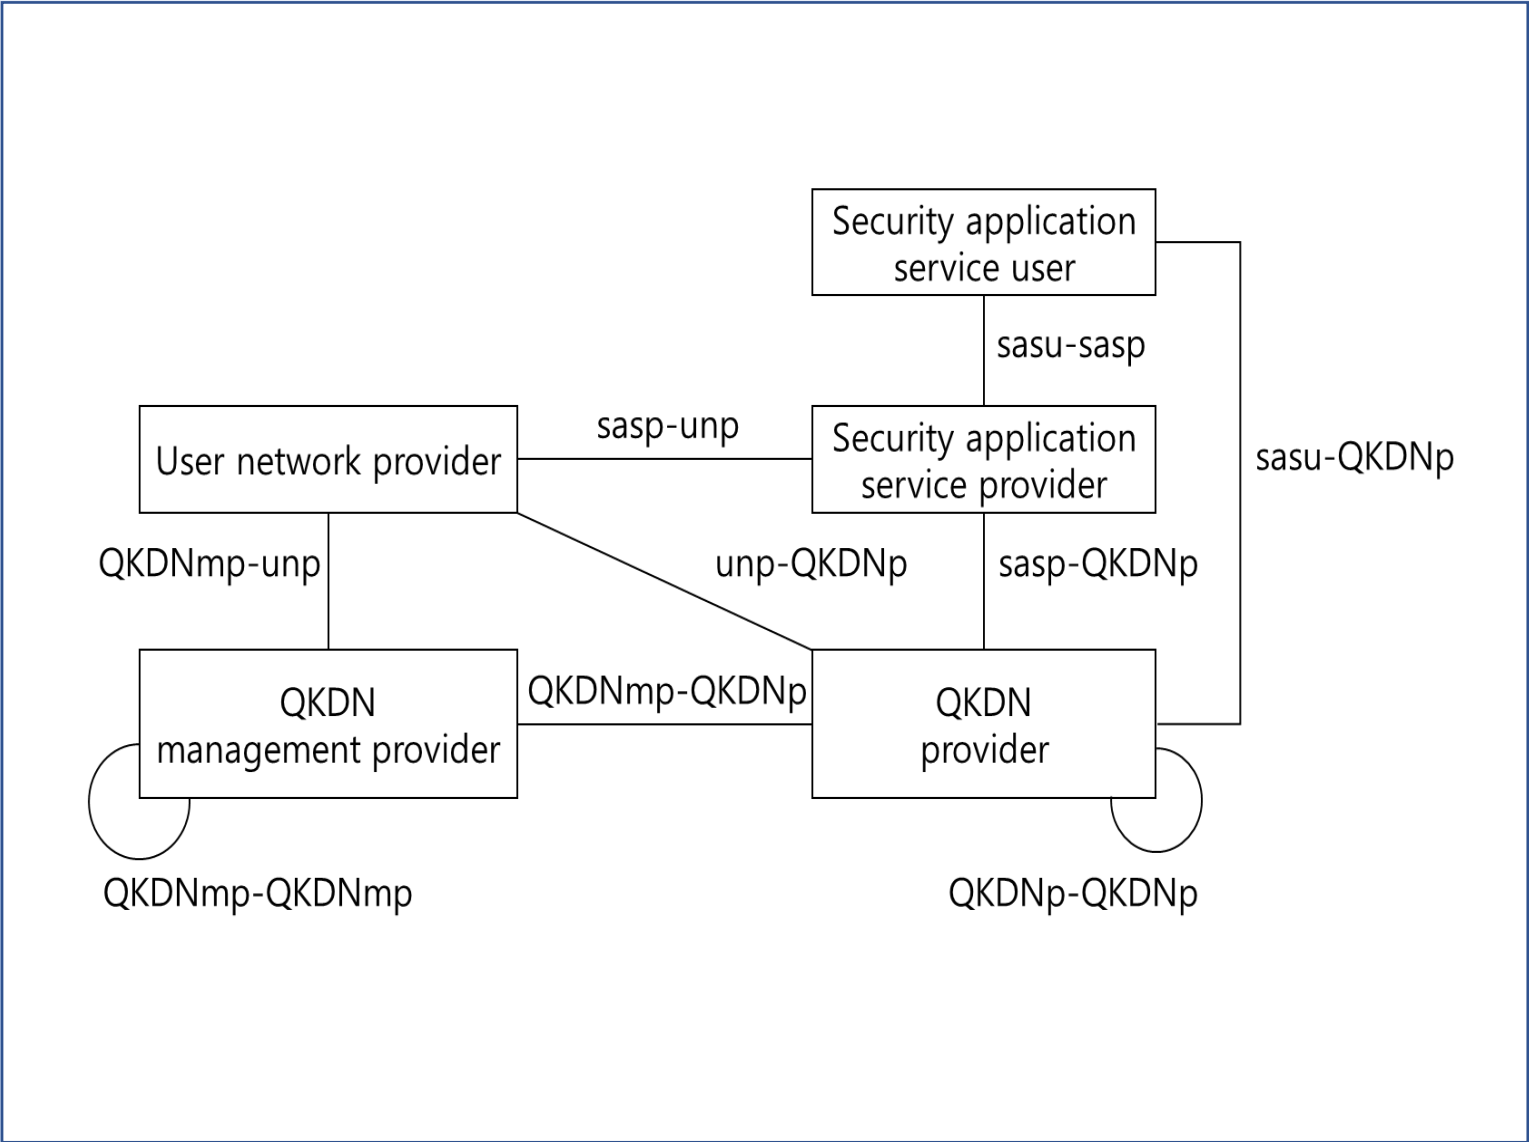 Security application
service user
sasu-sasp
sasp-unp
User network provider
Security application
service provider
sasu-QKDNp
QKDNmp-unp
unp-QKDNp
sasp-QKDNp
QKDN
management provider
QKDNmp-QKDNp
QKDN
provider
QKDNmp-QKDNmp
QKDNp-QKDNp